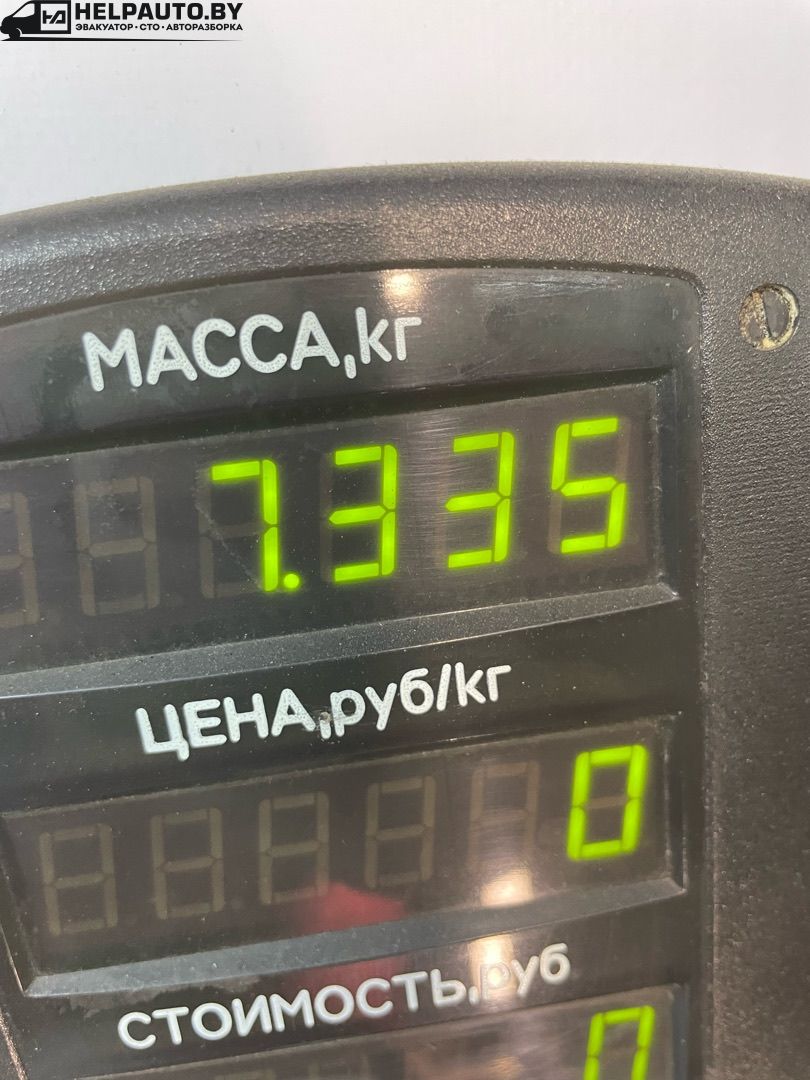 HELPAUTO.BY
ЭВАКУАТОР • СТО • АВТОРАЗБОРКА
МАССА,кг
7.335
ЦЕНА,руб/кг
0
СТОИМОСТЬ,руб
0